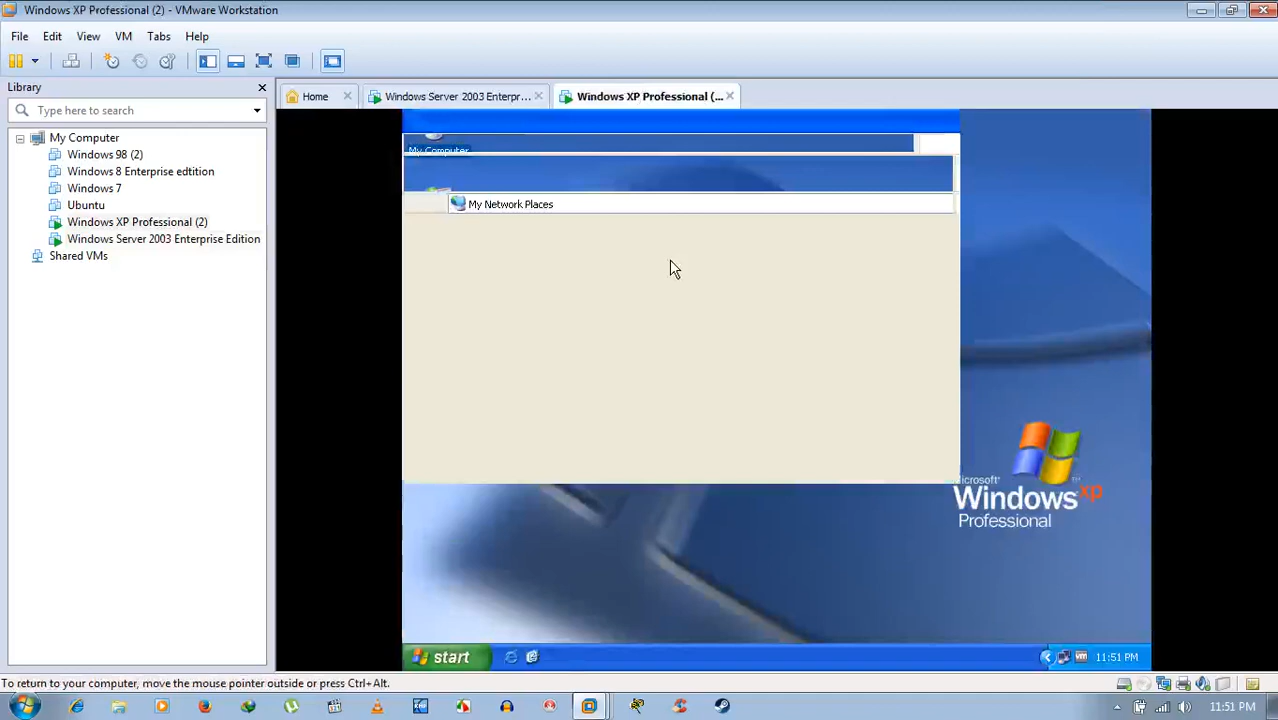 Windows XP Professional (2) - VMware Workstation
File Edit View VM Tabs Help
Library
Type here to search
My Computer
Windows 98 (2)
Windows 8 Enterprise edtition
Windows 7
Ubuntu
Windows XP Professional (2)
Windows Server 2003 Enterprise Edition
Shared VMs
Home
Windows Server 2003 Enterpr...
Windows XP Professional (...
My Computer
My Network Places
Microsoft
Windows xp
Professional
start
11:51 PM
To return to your computer, move the mouse pointer outside or press Ctrl+Alt.
11:51 PM